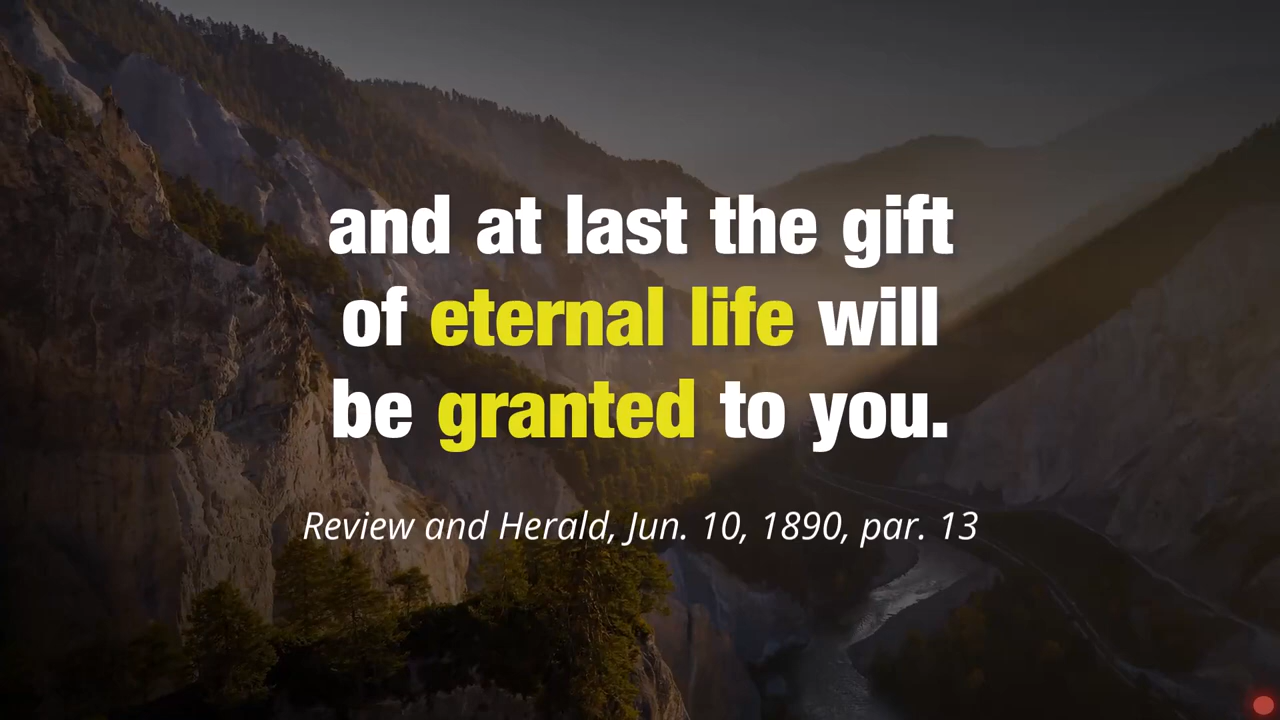 and at last the gift
of eternal life will
be granted to you.
Review and Herald, Jun. 10, 1890, par. 13